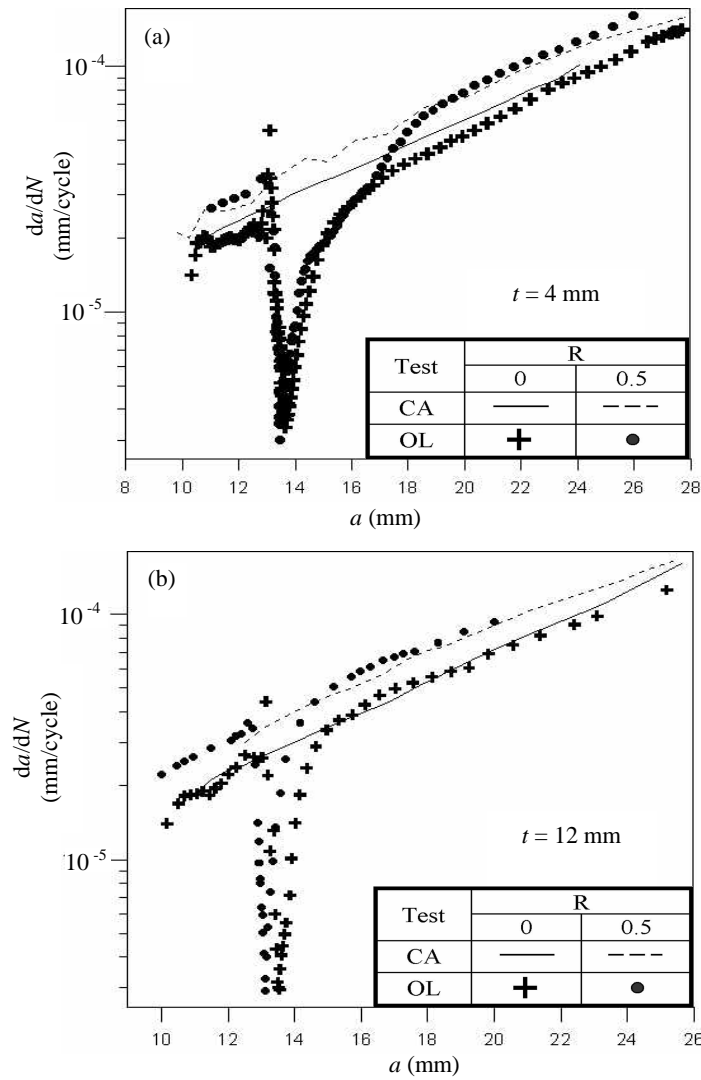 (a)
10⁻⁴
da/dN
(mm/cycle)
10⁻⁵
t = 4 mm
Test R
0 0.5
CA
OL
8 10 12 14 16 18 20 22 24 26 28
a (mm)
(b)
10⁻⁴
da/dN
(mm/cycle)
10⁻⁵
t = 12 mm
Test R
0 0.5
CA
OL
10 12 14 16 18 20 22 24 26
a (mm)